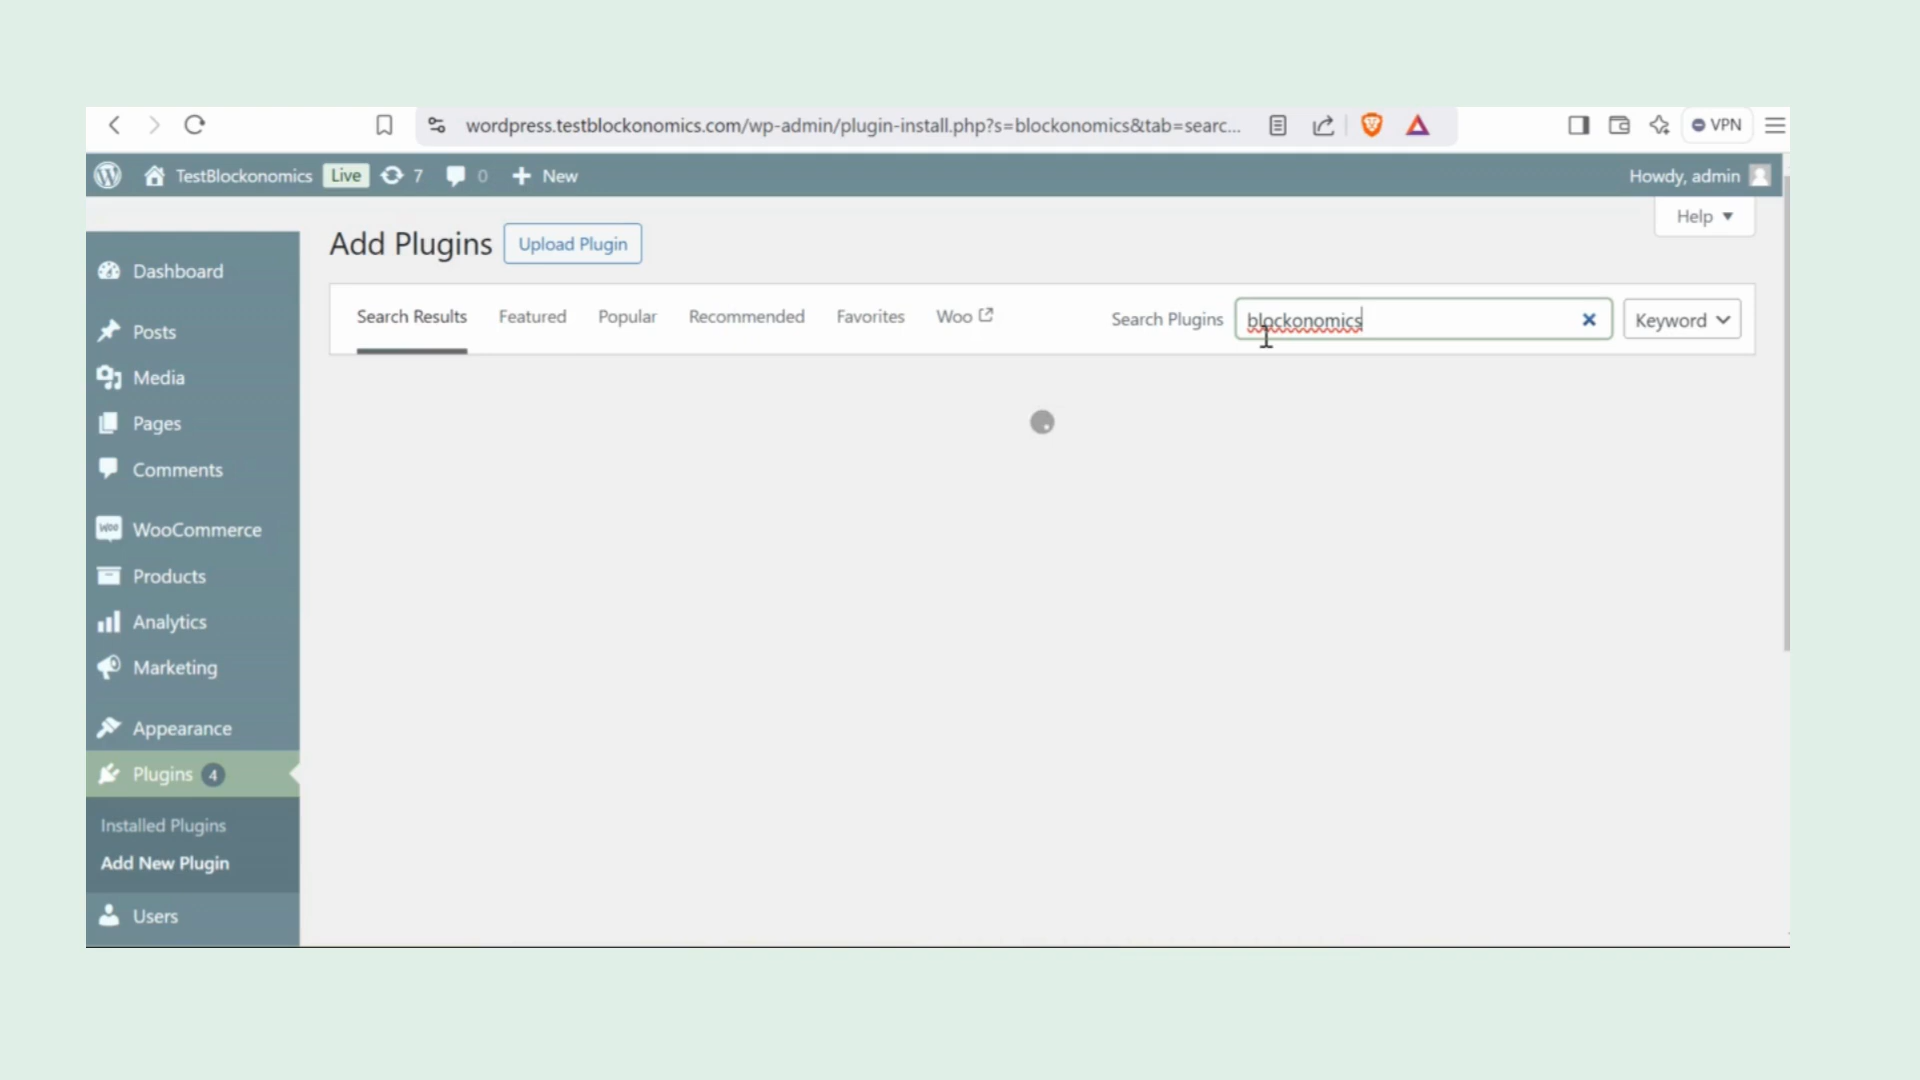 wordpress.testblockonomics.com/wp-admin/plugin-install.php?s=blockonomics&tab=searc...
VPN
TestBlockonomics
Live
7
0
New
Howdy, admin
Help
Add Plugins
Upload Plugin
Search Results
Featured
Popular
Recommended
Favorites
Woo
Search Plugins
blockonomics
Keyword
Dashboard
Posts
Media
Pages
Comments
Woo
WooCommerce
Products
Analytics
Marketing
Appearance
Plugins 4
Installed Plugins
Add New Plugin
Users